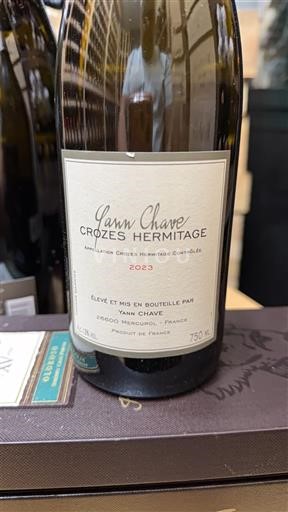 Yann Chave
CROZES HERMITAGE
APPELLATION CROZES HERMITAGE CONTRÔLÉE
2023
ÉLEVÉ ET MIS EN BOUTEILLE PAR
YANN CHAVE
26600 MERCUROL - FRANCE
750 ML
PRODUIT DE FRANCE
OLOROSO